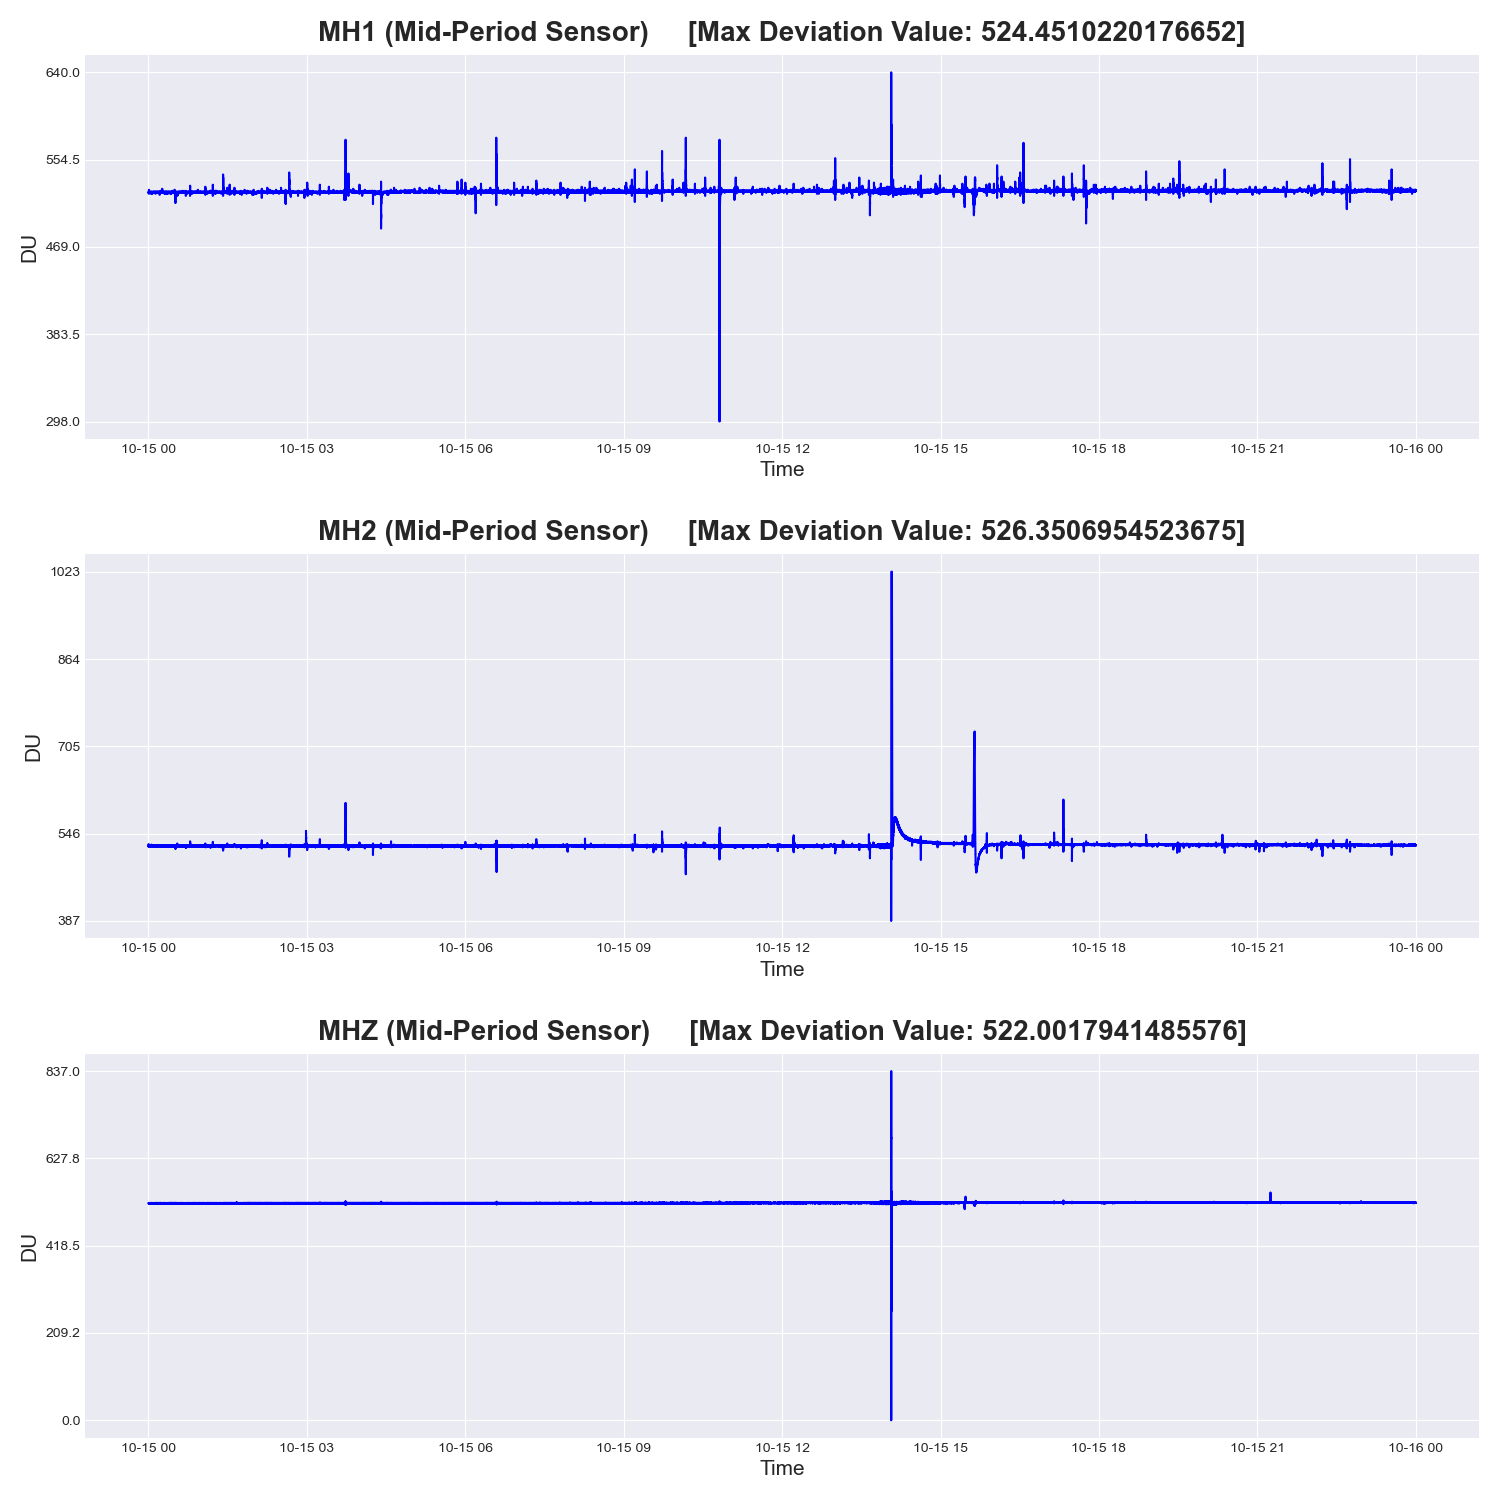 MH1 (Mid-Period Sensor) [Max Deviation Value: 524.4510220176652]
640.0
554.5
469.0
383.5
298.0
DU
10-15 00 10-15 03 10-15 06 10-15 09 10-15 12 10-15 15 10-15 18 10-15 21 10-16 00
Time
MH2 (Mid-Period Sensor) [Max Deviation Value: 526.3506954523675]
1023
864
705
546
387
DU
10-15 00 10-15 03 10-15 06 10-15 09 10-15 12 10-15 15 10-15 18 10-15 21 10-16 00
Time
MHZ (Mid-Period Sensor) [Max Deviation Value: 522.0017941485576]
837.0
627.8
418.5
209.2
0.0
DU
10-15 00 10-15 03 10-15 06 10-15 09 10-15 12 10-15 15 10-15 18 10-15 21 10-16 00
Time